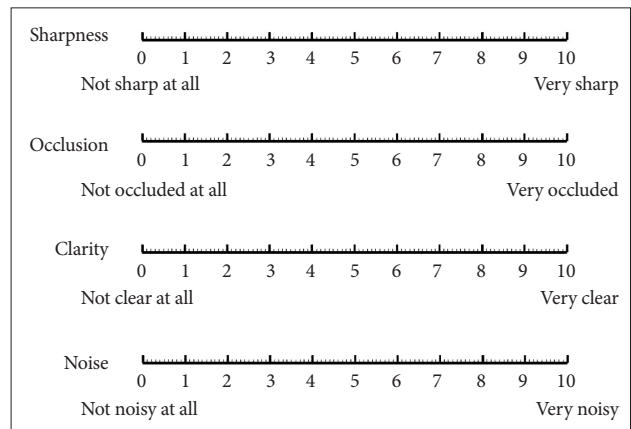 Sharpness
0 1 2 3 4 5 6 7 8 9 10
Not sharp at all Very sharp
Occlusion
0 1 2 3 4 5 6 7 8 9 10
Not occluded at all Very occluded
Clarity
0 1 2 3 4 5 6 7 8 9 10
Not clear at all Very clear
Noise
0 1 2 3 4 5 6 7 8 9 10
Not noisy at all Very noisy